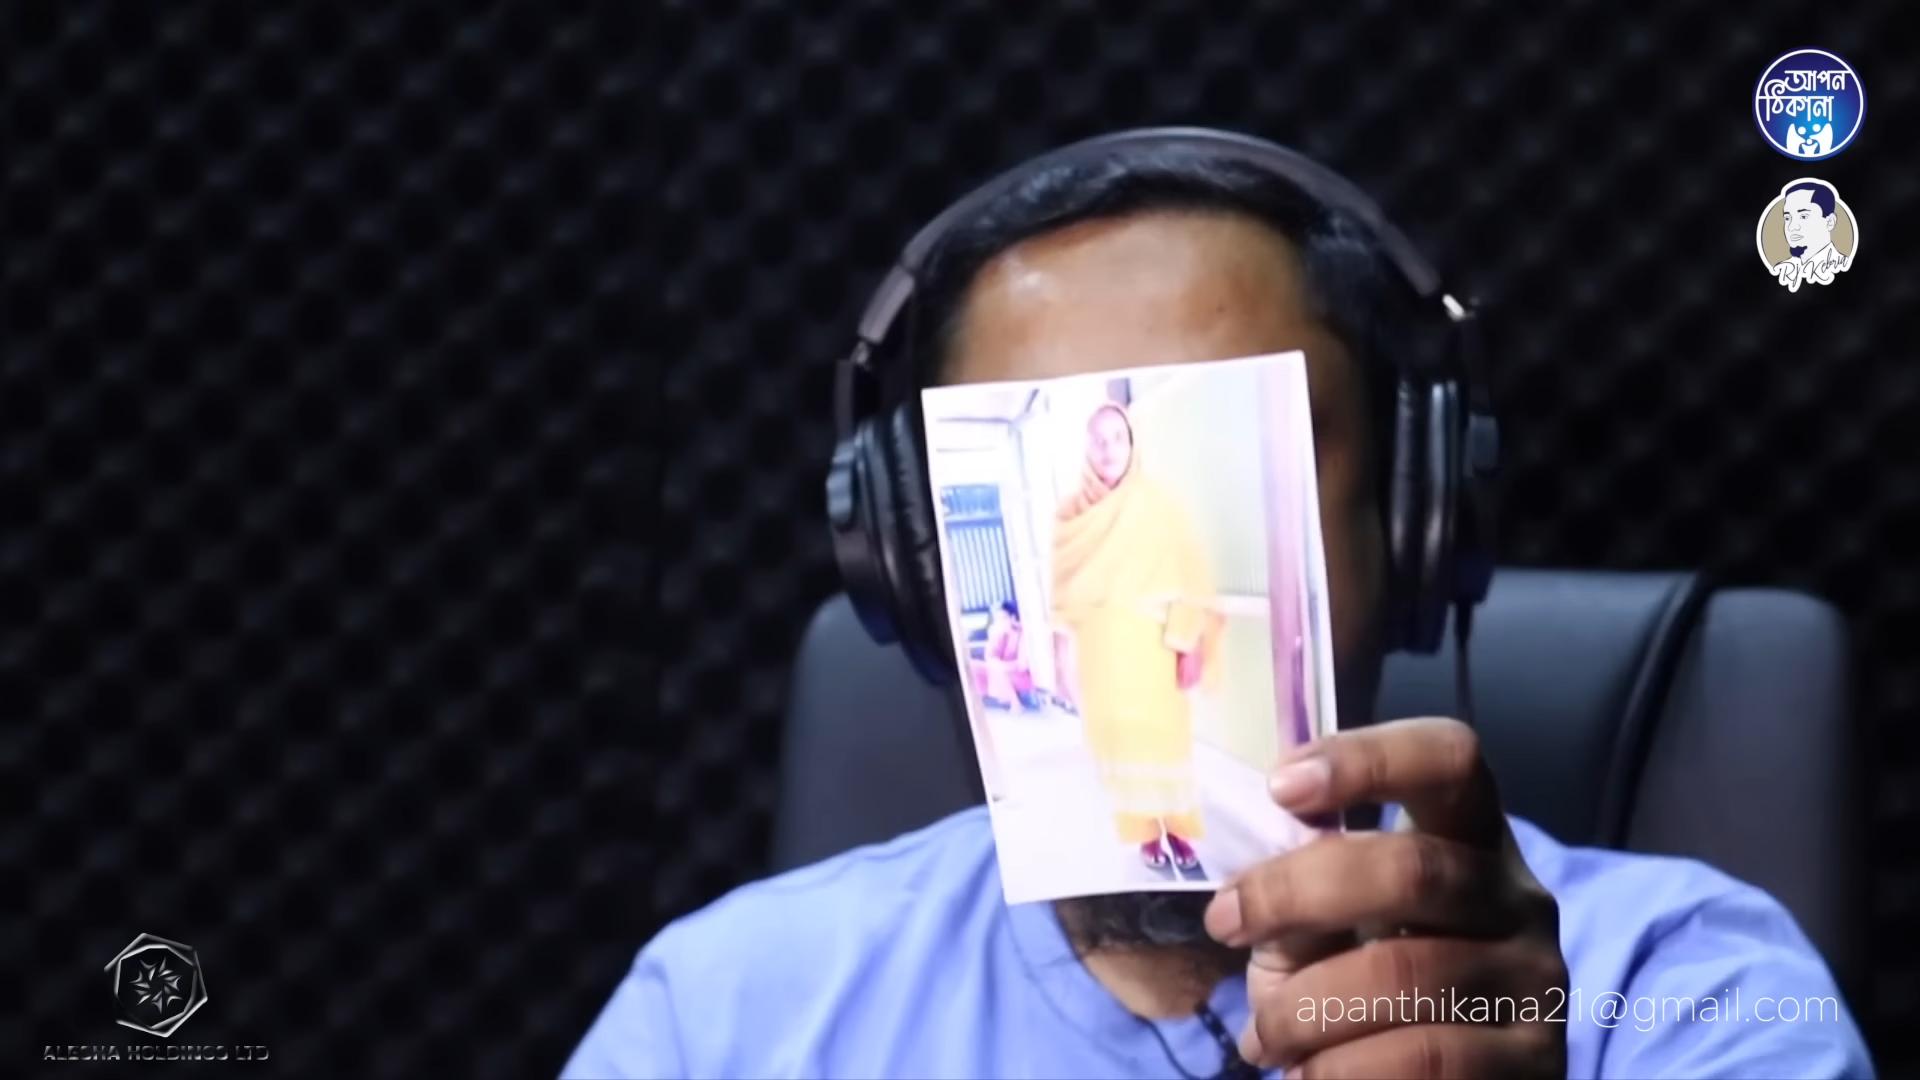 আপন
ঠিকানা
RJ Kebria
apanthikana21@gmail.com
ALESHA HOLDINGS LTD